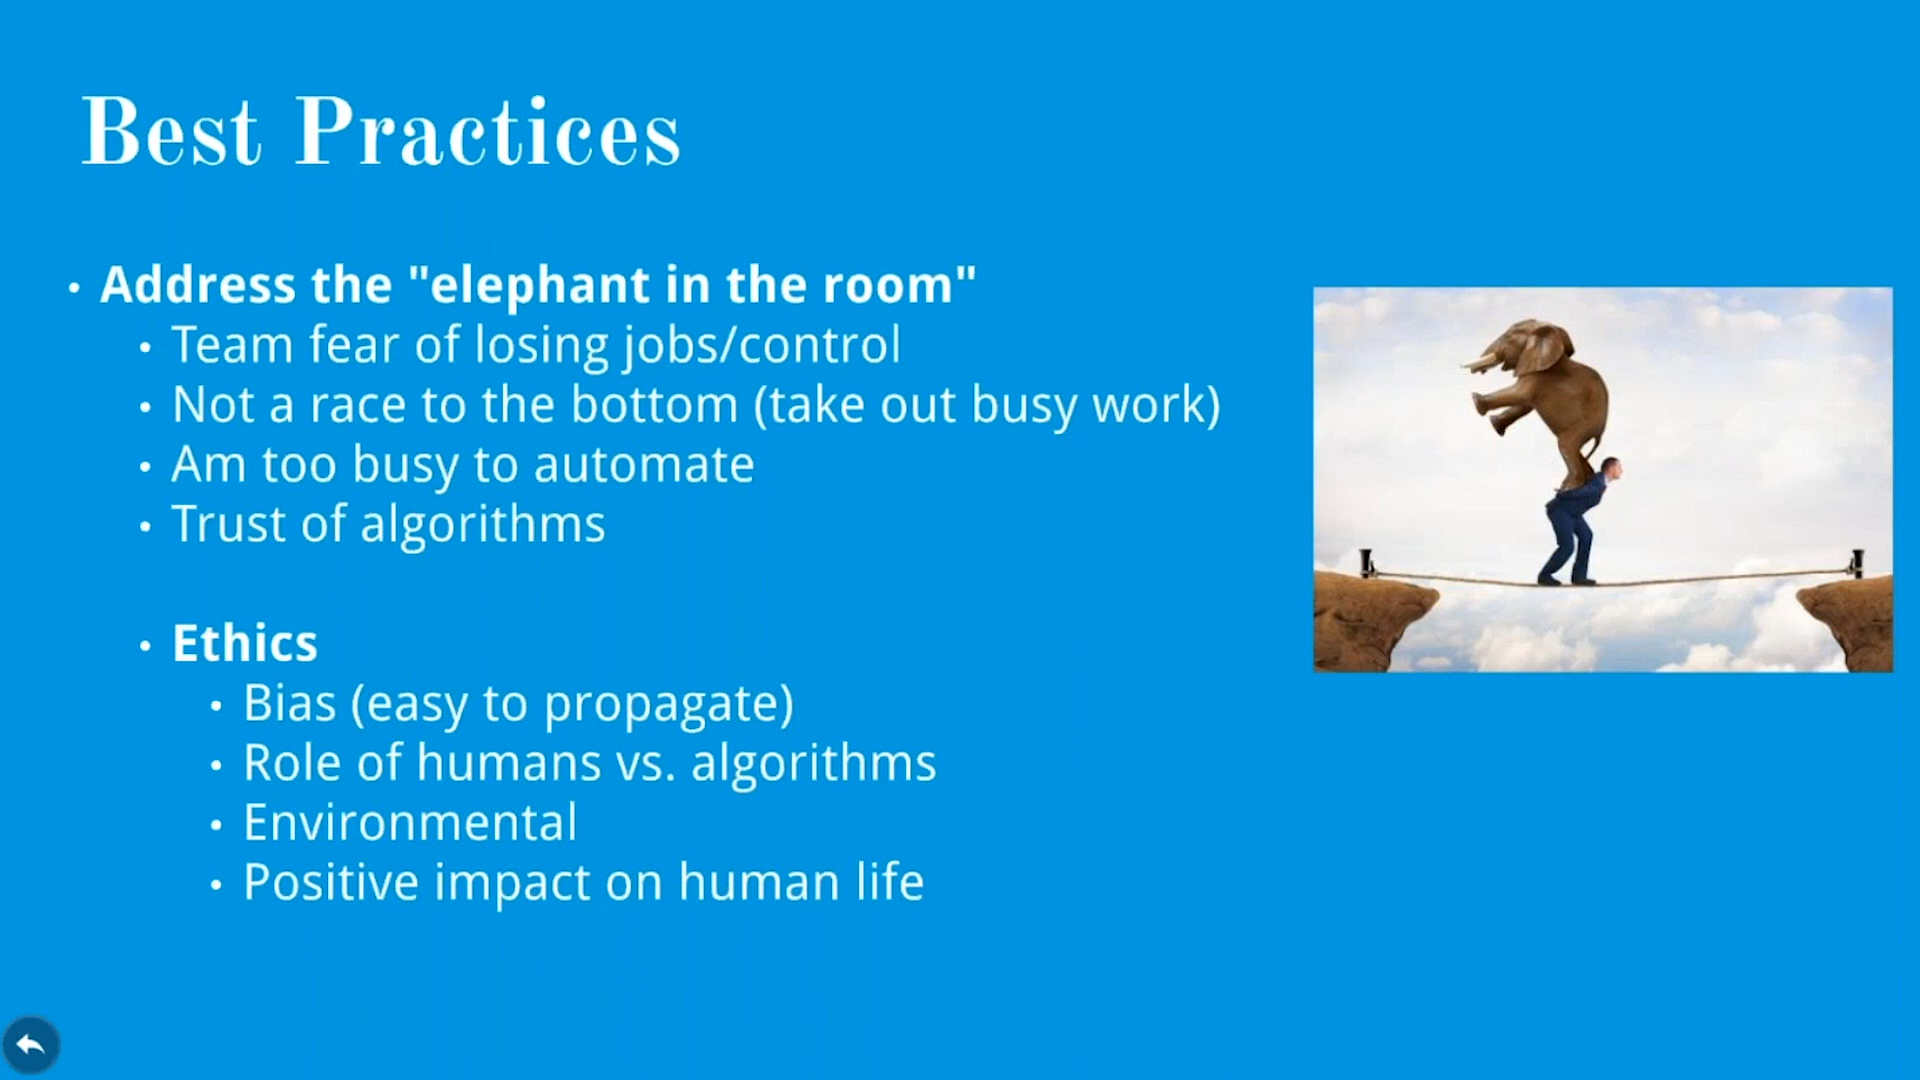 Best Practices
• Address the "elephant in the room"
• Team fear of losing jobs/control
• Not a race to the bottom (take out busy work)
• Am too busy to automate
• Trust of algorithms
• Ethics
• Bias (easy to propagate)
• Role of humans vs. algorithms
• Environmental
• Positive impact on human life